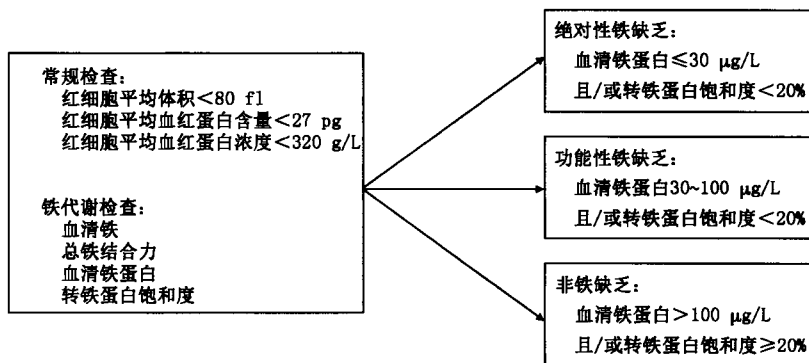 常规检查:
红细胞平均体积<80 fl
红细胞平均血红蛋白含量<27 pg
红细胞平均血红蛋白浓度<320 g/L
铁代谢检查:
血清铁
总铁结合力
血清铁蛋白
转铁蛋白饱和度
绝对性铁缺乏:
血清铁蛋白≤30 μg/L
且/或转铁蛋白饱和度<20%
功能性铁缺乏:
血清铁蛋白30~100 μg/L
且/或转铁蛋白饱和度<20%
非铁缺乏:
血清铁蛋白>100 μg/L
且/或转铁蛋白饱和度≥20%